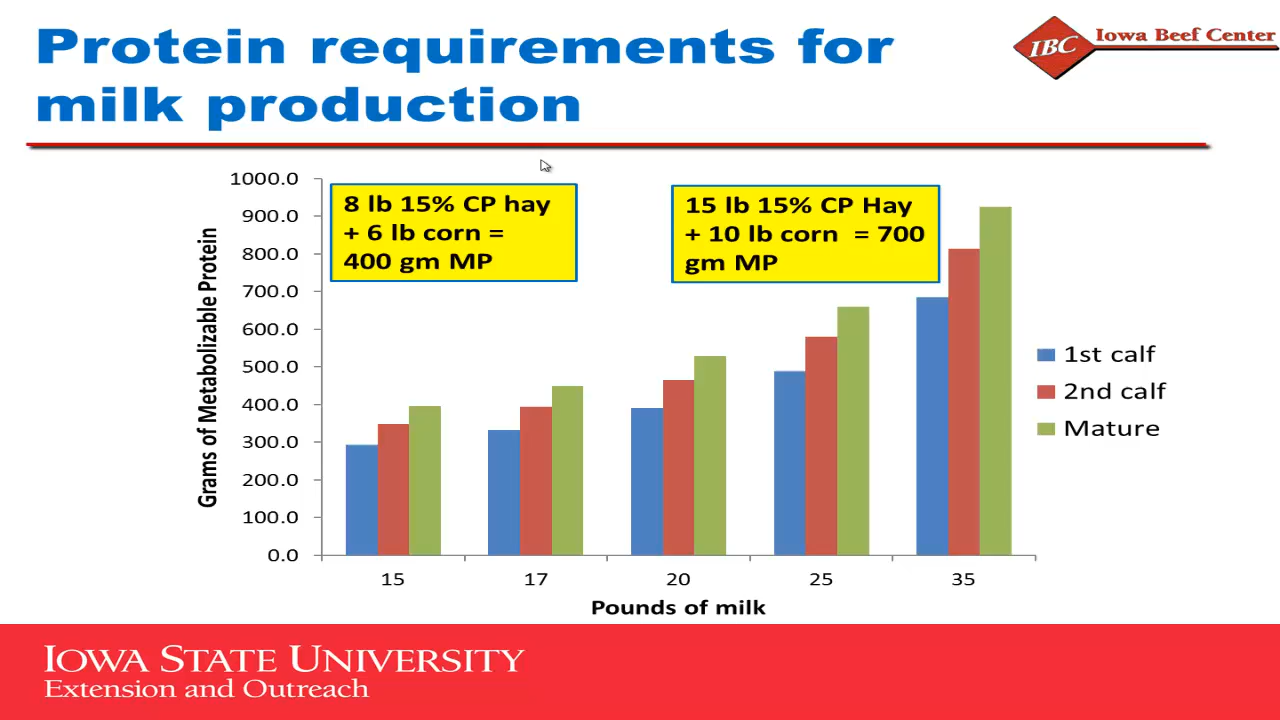 Protein requirements for
milk production
IBC Iowa Beef Center
8 lb 15% CP hay
+ 6 lb corn =
400 gm MP
15 lb 15% CP Hay
+ 10 lb corn = 700
gm MP
Grams of Metabolizable Protein
1000.0
900.0
800.0
700.0
600.0
500.0
400.0
300.0
200.0
100.0
0.0
15 17 20 25 35
Pounds of milk
1st calf
2nd calf
Mature
IOWA STATE UNIVERSITY
Extension and Outreach